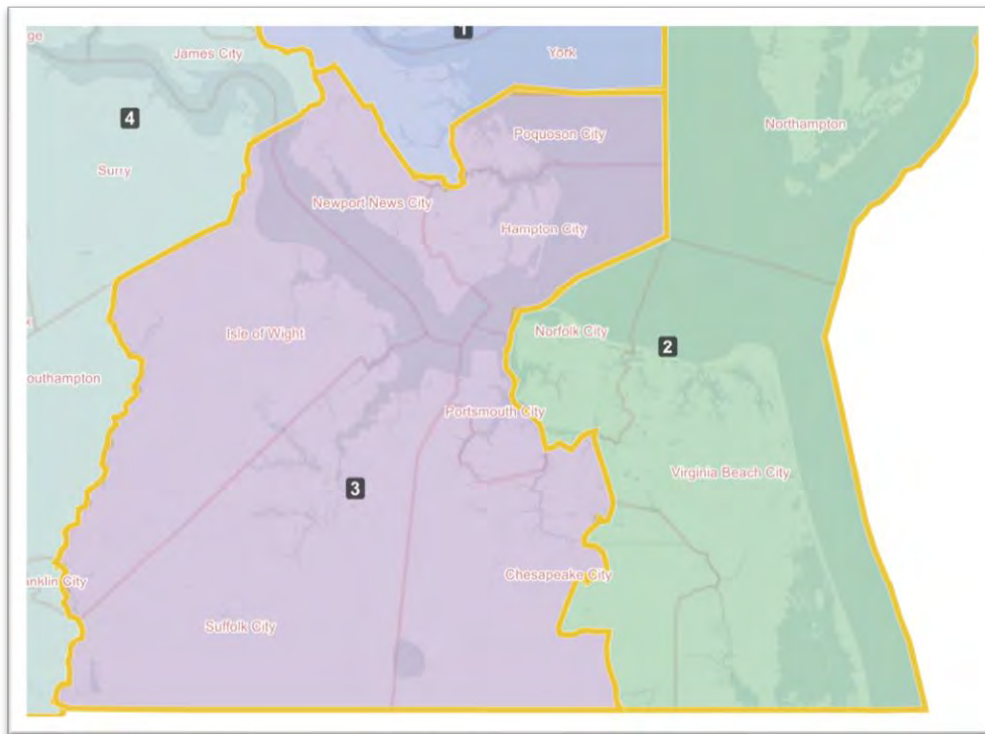 ge
James City
1
York
4
Northampton
Poquoson City
Surry
Newport News City
Hampton City
Isle of Wight
Norfolk City
2
outhampton
Portsmouth City
Virginia Beach City
3
anklin City
Chesapeake City
Suffolk City